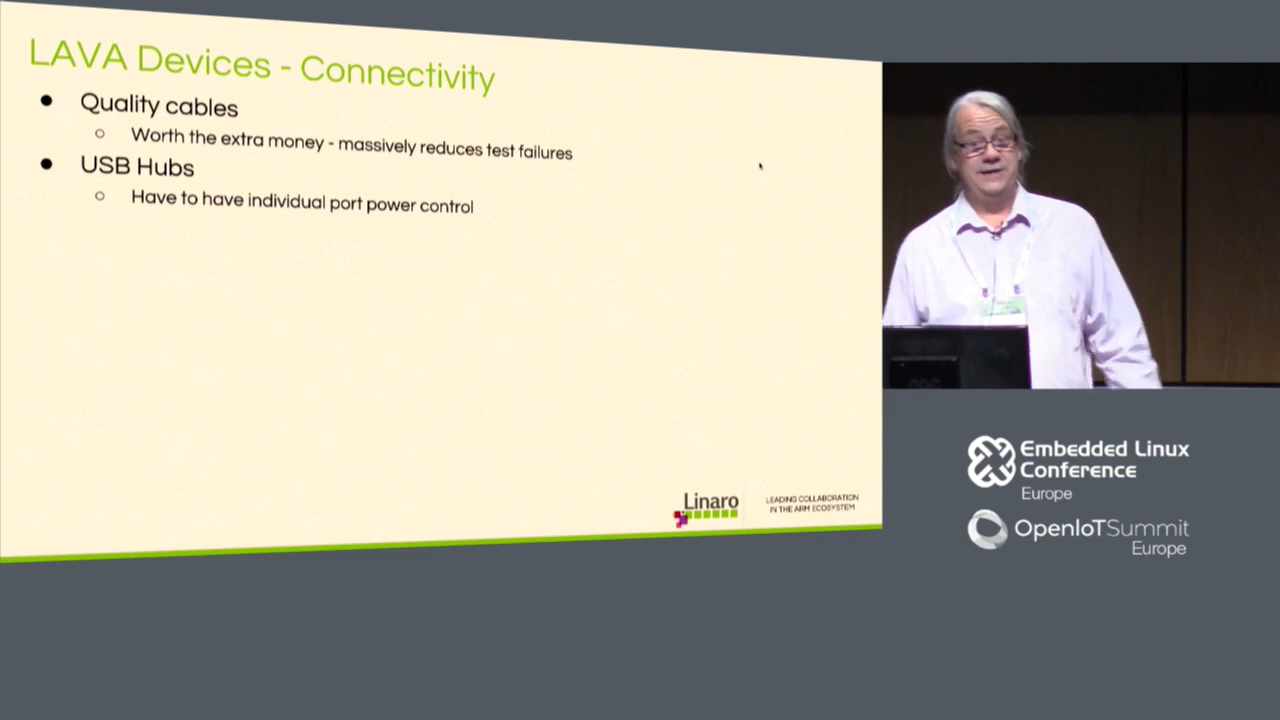 LAVA Devices - Connectivity
Quality cables
Worth the extra money - massively reduces test failures
USB Hubs
Have to have individual port power control
Linaro
LEADING COLLABORATION
IN THE ARM ECOSYSTEM
Embedded Linux
Conference
Europe
OpenIoTSummit
Europe